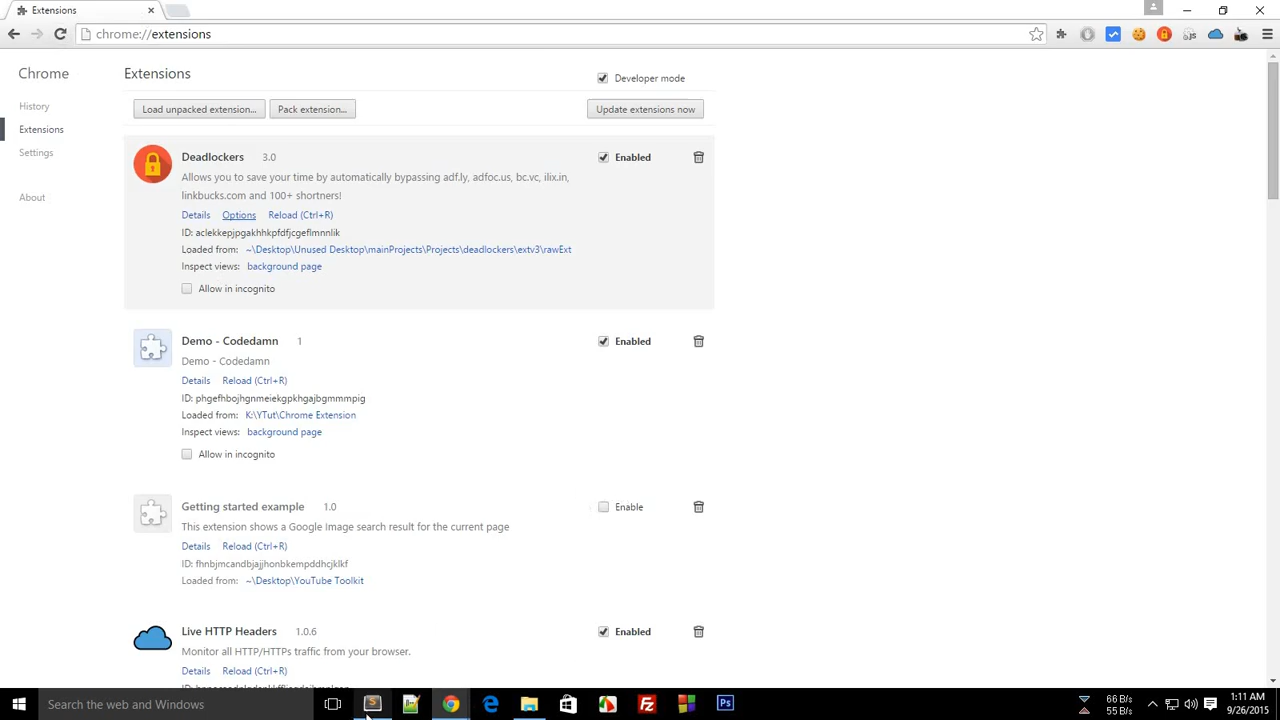 Extensions
chrome://extensions
Chrome
Extensions
Developer mode
History
Extensions
Settings
About
Load unpacked extension...
Pack extension...
Update extensions now
Deadlockers 3.0
Enabled
Allows you to save your time by automatically bypassing adf.ly, adfoc.us, bc.vc, ilix.in,
linkbucks.com and 100+ shortners!
Details Options Reload (Ctrl+R)
ID: aclekkepjpgakhhkpfdfjcgeflmnnlik
Loaded from: ~\Desktop\Unused Desktop\mainProjects\Projects\deadlockers\extv3\rawExt
Inspect views: background page
Allow in incognito
Demo - Codedamn 1
Enabled
Demo - Codedamn
Details Reload (Ctrl+R)
ID: phgefhbojhgnmeiekgpkhgajbgmmmpig
Loaded from: K:\YTut\Chrome Extension
Inspect views: background page
Allow in incognito
Getting started example 1.0
Enable
This extension shows a Google Image search result for the current page
Details Reload (Ctrl+R)
ID: fhnbjmcandbjajjhonbkempddhcjklkf
Loaded from: ~\Desktop\YouTube Toolkit
Live HTTP Headers 1.0.6
Enabled
Monitor all HTTP/HTTPs traffic from your browser.
Details Reload (Ctrl+R)
Search the web and Windows
Ps
66 B/s
55 B/s
1:11 AM
9/26/2015